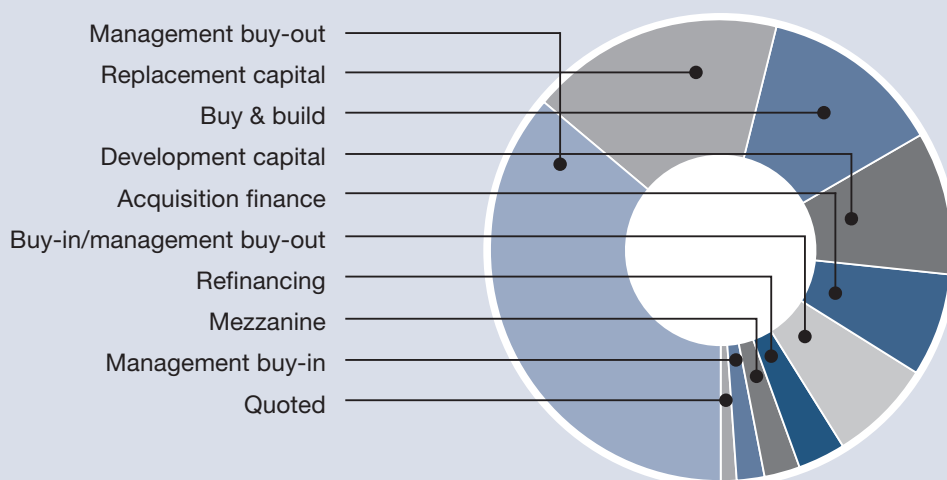 Management buy-out
Replacement capital
Buy & build
Development capital
Acquisition finance
Buy-in/management buy-out
Refinancing
Mezzanine
Management buy-in
Quoted